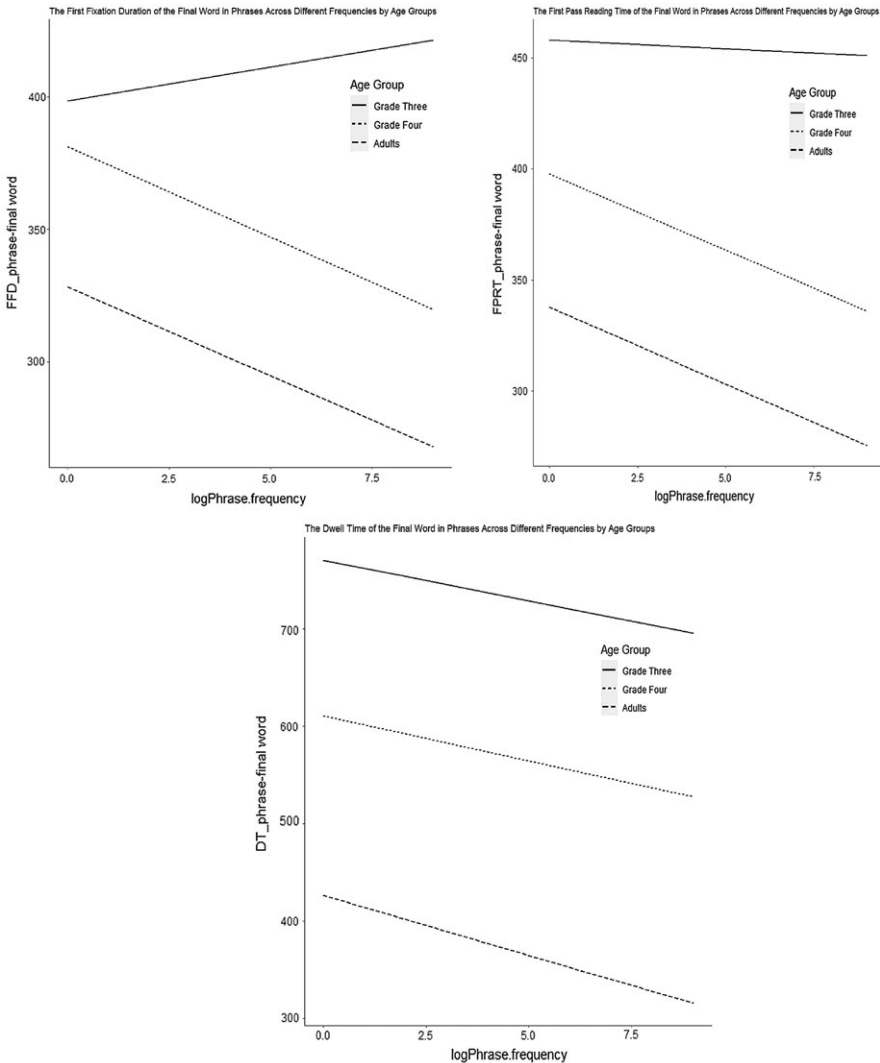 The First Fixation Duration of the Final Word in Phrases Across Different Frequencies by Age Groups
FFD_phrase-final word
400
350
300
Age Group
Grade Three
Grade Four
Adults
0.0 2.5 5.0 7.5
logPhrase.frequency
The First Pass Reading Time of the Final Word in Phrases Across Different Frequencies by Age Groups
FPRT_phrase-final word
450
400
350
300
Age Group
Grade Three
Grade Four
Adults
0.0 2.5 5.0 7.5
logPhrase.frequency
The Dwell Time of the Final Word in Phrases Across Different Frequencies by Age Groups
DT_phrase-final word
700
600
500
400
300
Age Group
Grade Three
Grade Four
Adults
0.0 2.5 5.0 7.5
logPhrase.frequency